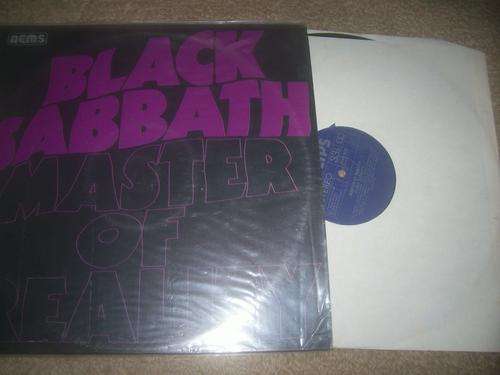 NEMS
BLACK
SABBATH
MASTER
OF
REALITY